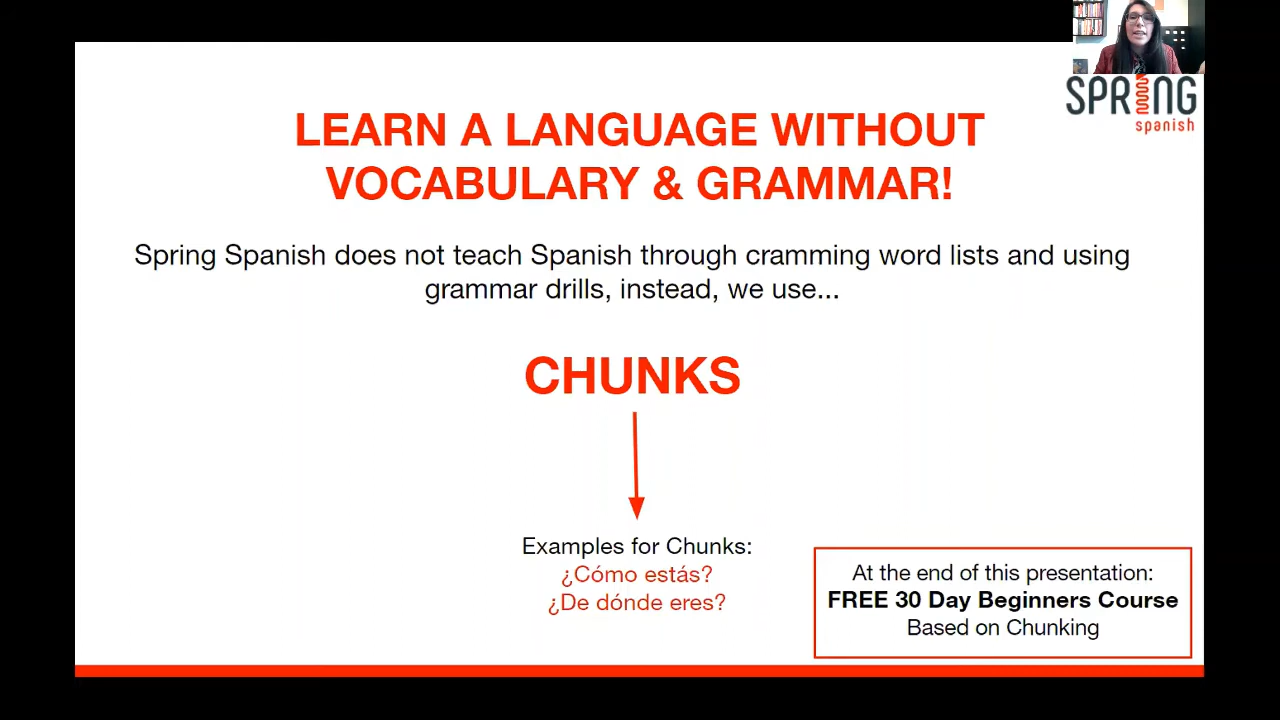 SPRING
spanish
LEARN A LANGUAGE WITHOUT
VOCABULARY & GRAMMAR!
Spring Spanish does not teach Spanish through cramming word lists and using
grammar drills, instead, we use...
CHUNKS
Examples for Chunks:
¿Cómo estás?
¿De dónde eres?
At the end of this presentation:
FREE 30 Day Beginners Course
Based on Chunking